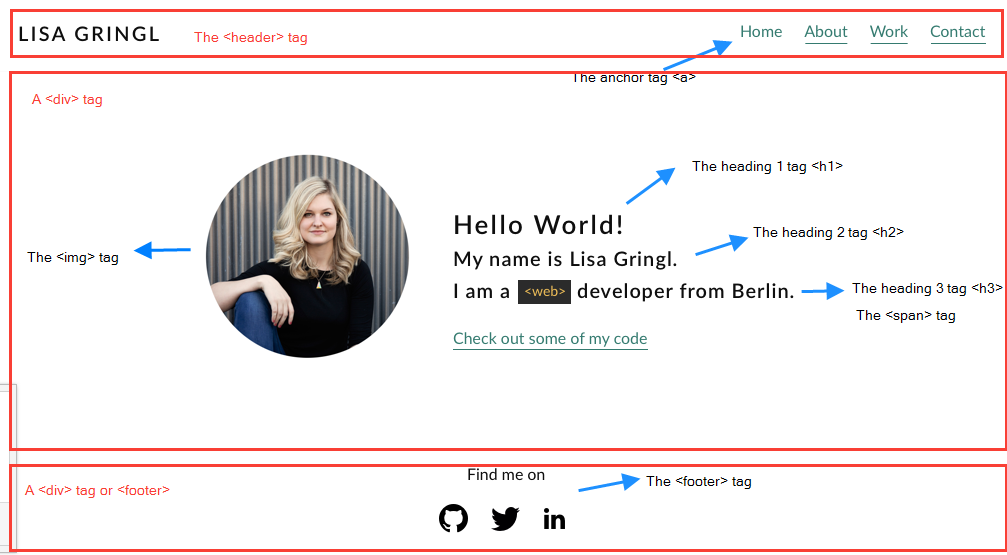 LISA GRINGL
The <header> tag
Home About Work Contact
The anchor tag <a>
A <div> tag
The heading 1 tag <h1>
Hello World!
The heading 2 tag <h2>
My name is Lisa Gringl.
The <img> tag
I am a <web> developer from Berlin.
The heading 3 tag <h3>
The <span> tag
Check out some of my code
Find me on
The <footer> tag
A <div> tag or <footer>
in